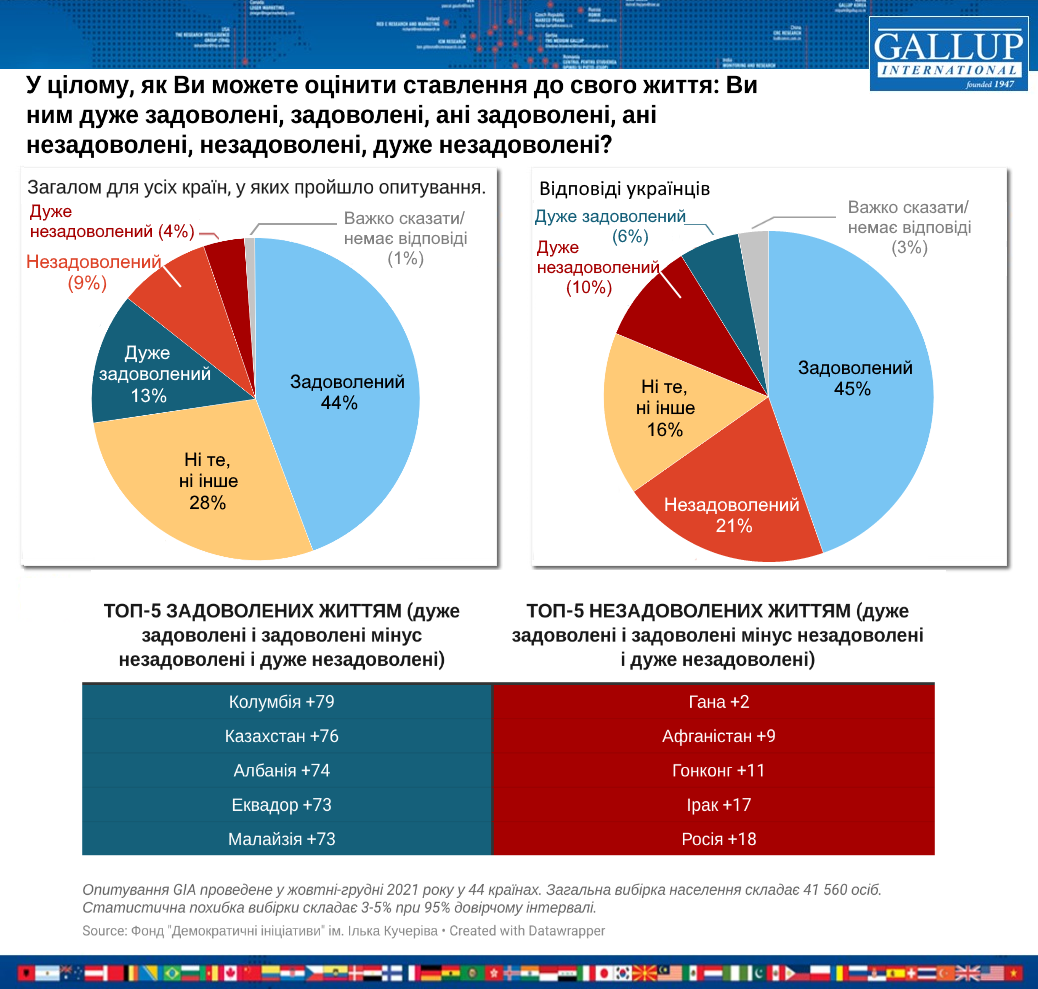 GALLUP
INTERNATIONAL
founded 1947
У цілому, як Ви можете оцінити ставлення до свого життя: Ви
ним дуже задоволені, задоволені, ані задоволені, ані
незадоволені, незадоволені, дуже незадоволені?
Загалом для усіх країн, у яких пройшло опитування.
Дуже
незадоволений (4%)
Важко сказати/
немає відповіді
(1%)
Незадоволений
(9%)
Дуже
задоволений
13%
Задоволений
44%
Ні те,
ні інше
28%
Відповіді українців
Дуже задоволений
(6%)
Важко сказати/
немає відповіді
(3%)
Дуже
незадоволений
(10%)
Задоволений
45%
Ні те,
ні інше
16%
Незадоволений
21%
ТОП-5 ЗАДОВОЛЕНИХ ЖИТТЯМ (дуже
задоволені і задоволені мінус
незадоволені і дуже незадоволені)
ТОП-5 НЕЗАДОВОЛЕНИХ ЖИТТЯМ (дуже
задоволені і задоволені мінус незадоволені
і дуже незадоволені)
Колумбія +79
Гана +2
Казахстан +76
Афганістан +9
Албанія +74
Гонконг +11
Еквадор +73
Ірак +17
Малайзія +73
Росія +18
Опитування GIA проведене у жовтні-грудні 2021 року у 44 країнах. Загальна вибірка населення складає 41 560 осіб.
Статистична похибка вибірки складає 3-5% при 95% довірчому інтервалі.
Source: Фонд "Демократичні ініціативи" ім. Ілька Кучеріва • Created with Datawrapper